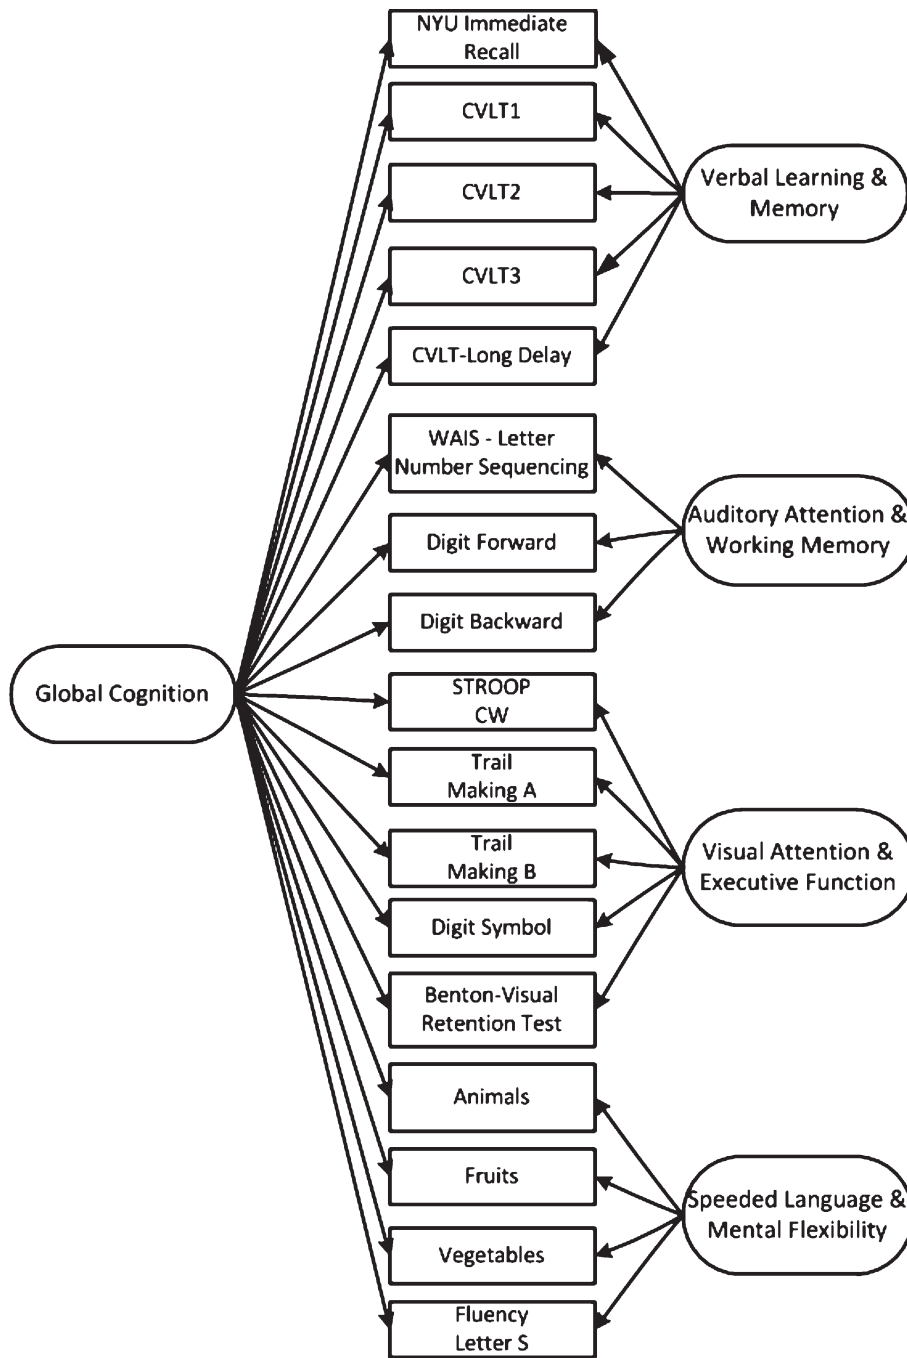 NYU Immediate
Recall
CVLT1
CVLT2
CVLT3
CVLT-Long Delay
WAIS - Letter
Number Sequencing
Digit Forward
Digit Backward
STROOP
CW
Trail
Making A
Trail
Making B
Digit Symbol
Benton-Visual
Retention Test
Animals
Fruits
Vegetables
Fluency
Letter S
Global Cognition
Verbal Learning &
Memory
Auditory Attention &
Working Memory
Visual Attention &
Executive Function
Speeded Language &
Mental Flexibility